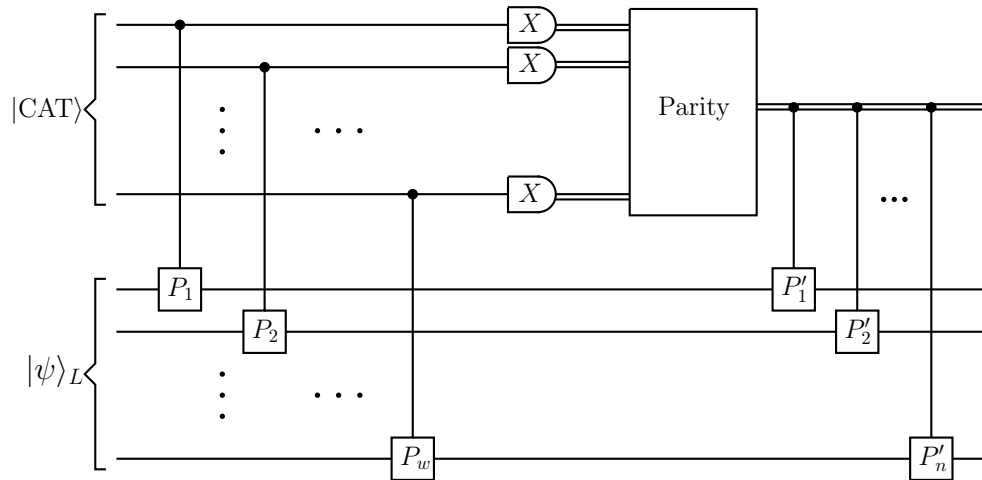 X
X
|CAT⟩
Parity
X
P₁
P′₁
P₂
P′₂
|ψ⟩_L
P_w
P′ₙ